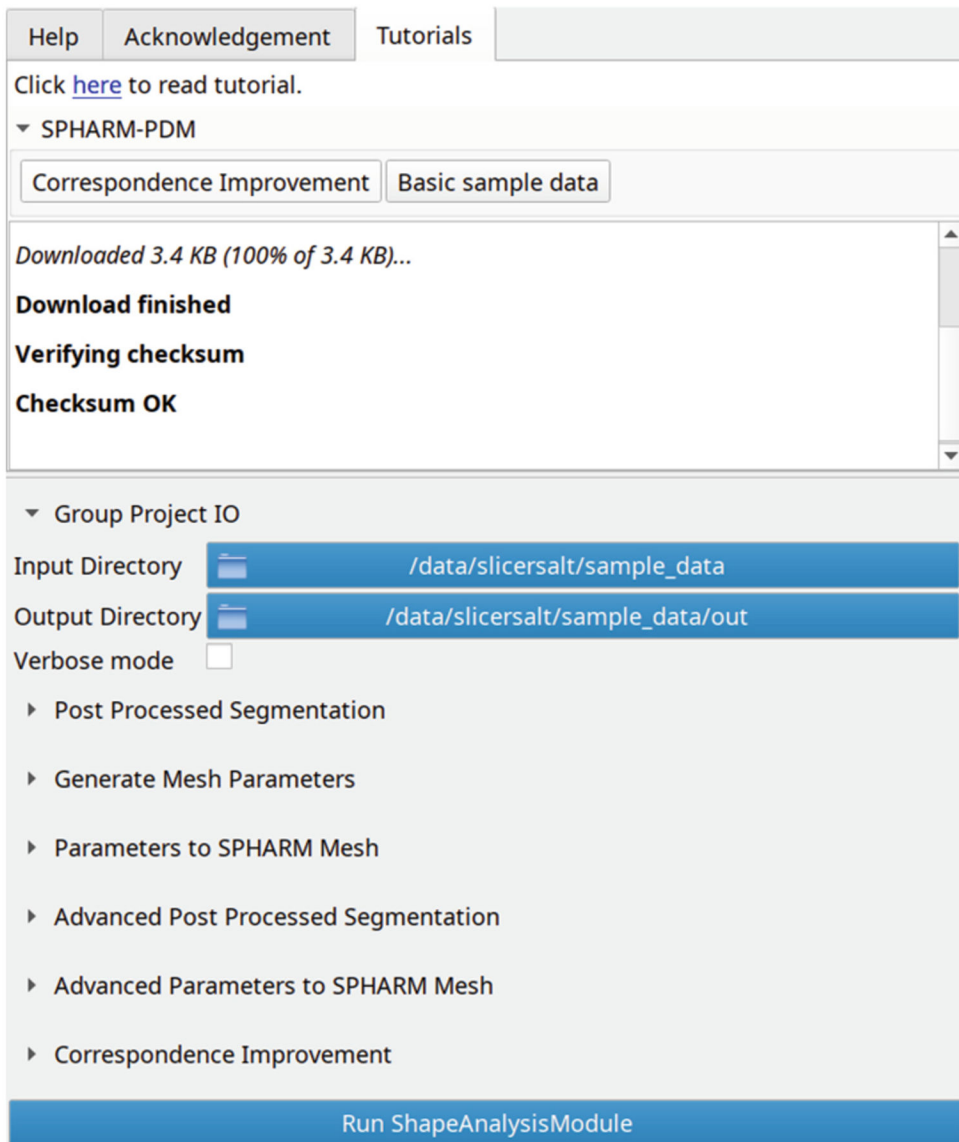 Help Acknowledgement Tutorials
Click here to read tutorial.
SPHARM-PDM
Correspondence Improvement Basic sample data
Downloaded 3.4 KB (100% of 3.4 KB)...
Download finished
Verifying checksum
Checksum OK
Group Project IO
Input Directory /data/slicersalt/sample_data
Output Directory /data/slicersalt/sample_data/out
Verbose mode
Post Processed Segmentation
Generate Mesh Parameters
Parameters to SPHARM Mesh
Advanced Post Processed Segmentation
Advanced Parameters to SPHARM Mesh
Correspondence Improvement
Run ShapeAnalysisModule